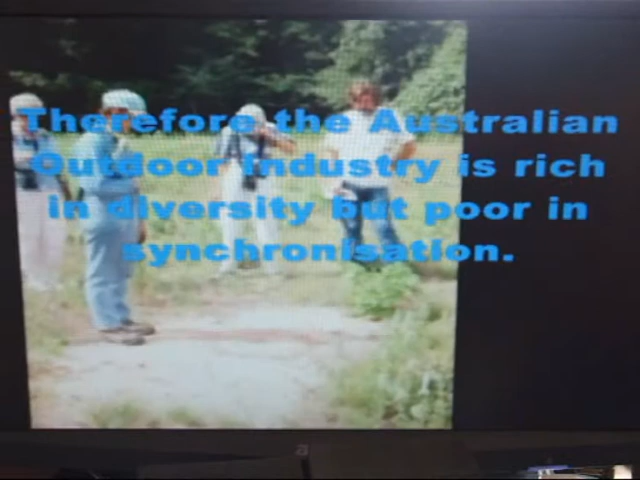 Therefore the Australian
Outdoor Industry is rich
in diversity but poor in
synchronisation.